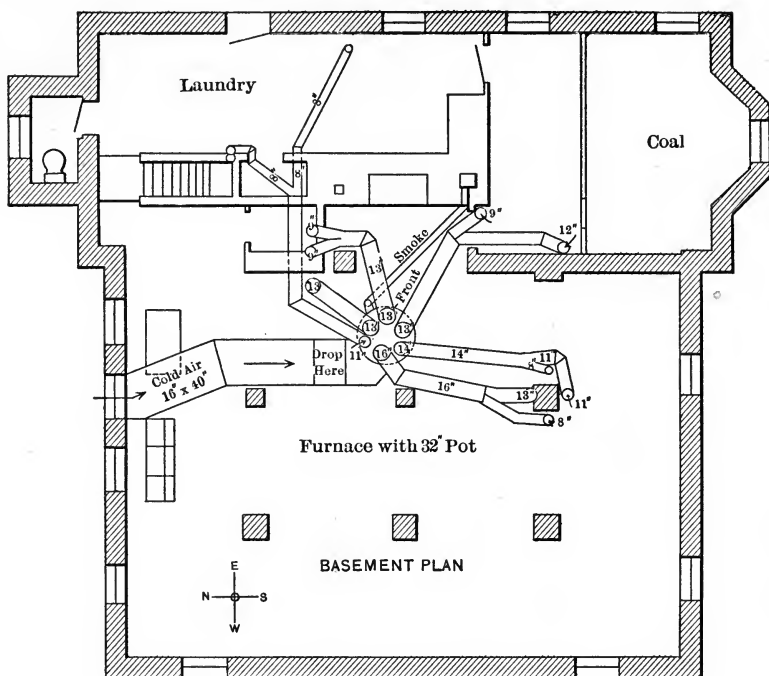 Laundry
8"
Coal
8"
8"
9"
12"
Smoke
13"
Front
13
13
13
13
11"
16"
14
14"
11
8"
Drop
Here
Cold Air
16" x 40"
16"
13"
11"
8"
Furnace with 32" Pot
BASEMENT PLAN
E
N
S
W